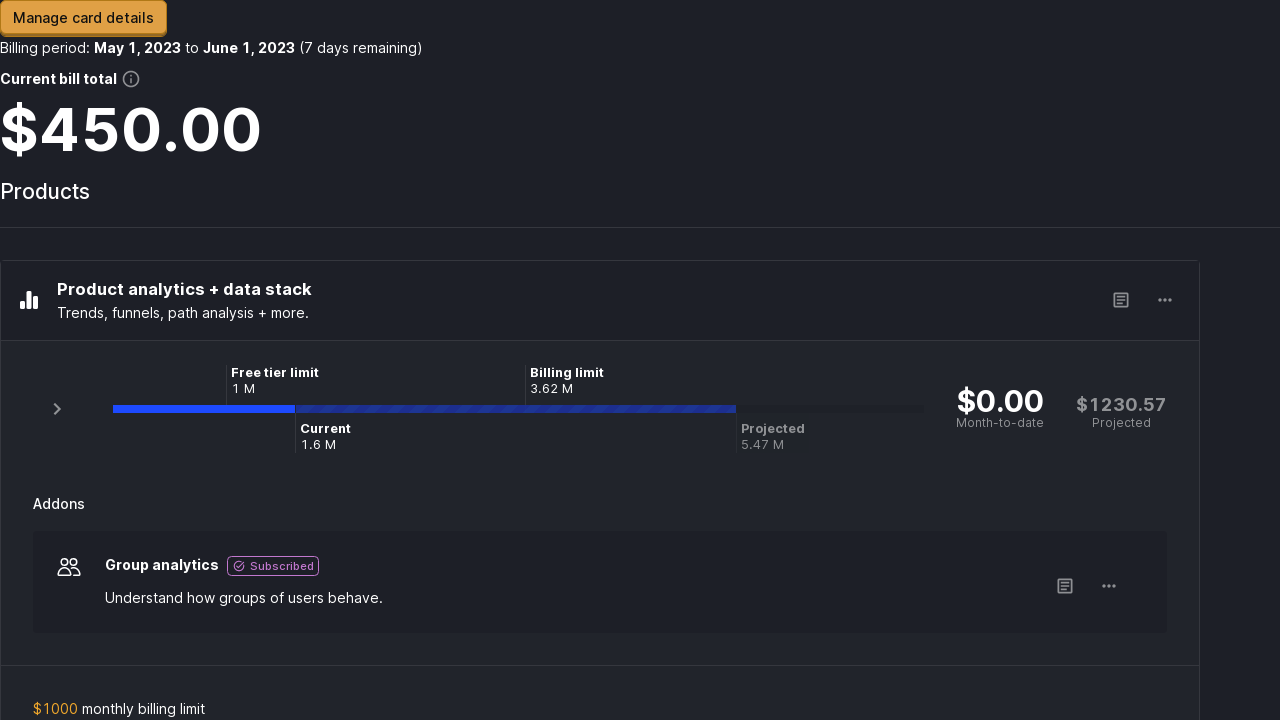 Manage card details
Billing period: May 1, 2023 to June 1, 2023 (7 days remaining)
Current bill total
$450.00
Products
Product analytics + data stack
Trends, funnels, path analysis + more.
Free tier limit
1 M
Billing limit
3.62 M
Current
1.6 M
Projected
5.47 M
$0.00
Month-to-date
$1230.57
Projected
Addons
Group analytics Subscribed
Understand how groups of users behave.
$1000 monthly billing limit